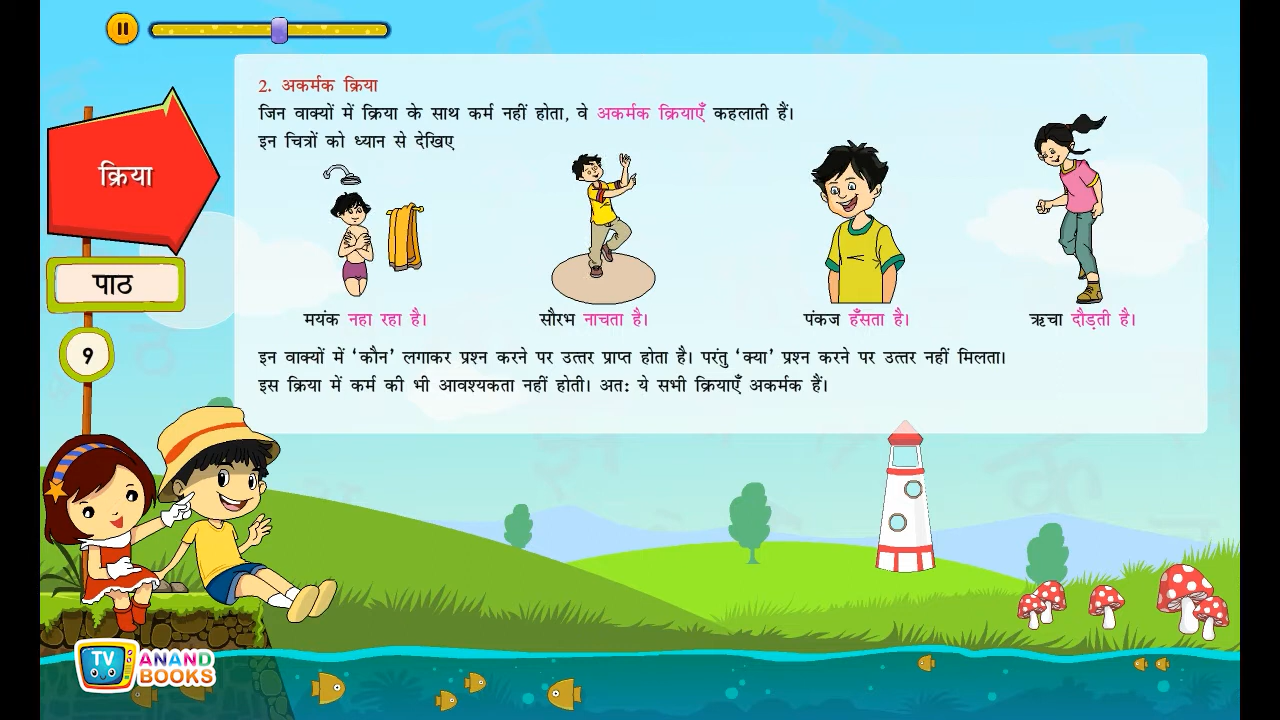 2. अकर्मक क्रिया
जिन वाक्यों में क्रिया के साथ कर्म नहीं होता, वे अकर्मक क्रियाएँ कहलाती हैं।
इन चित्रों को ध्यान से देखिए
क्रिया
पाठ
9
मयंक नहा रहा है।
सौरभ नाचता है।
पंकज हँसता है।
ऋचा दौड़ती है।
इन वाक्यों में ‘कौन’ लगाकर प्रश्न करने पर उत्तर प्राप्त होता है। परंतु ‘क्या’ प्रश्न करने पर उत्तर नहीं मिलता।
इस क्रिया में कर्म की भी आवश्यकता नहीं होती। अत: ये सभी क्रियाएँ अकर्मक हैं।
TV ANAND
BOOKS